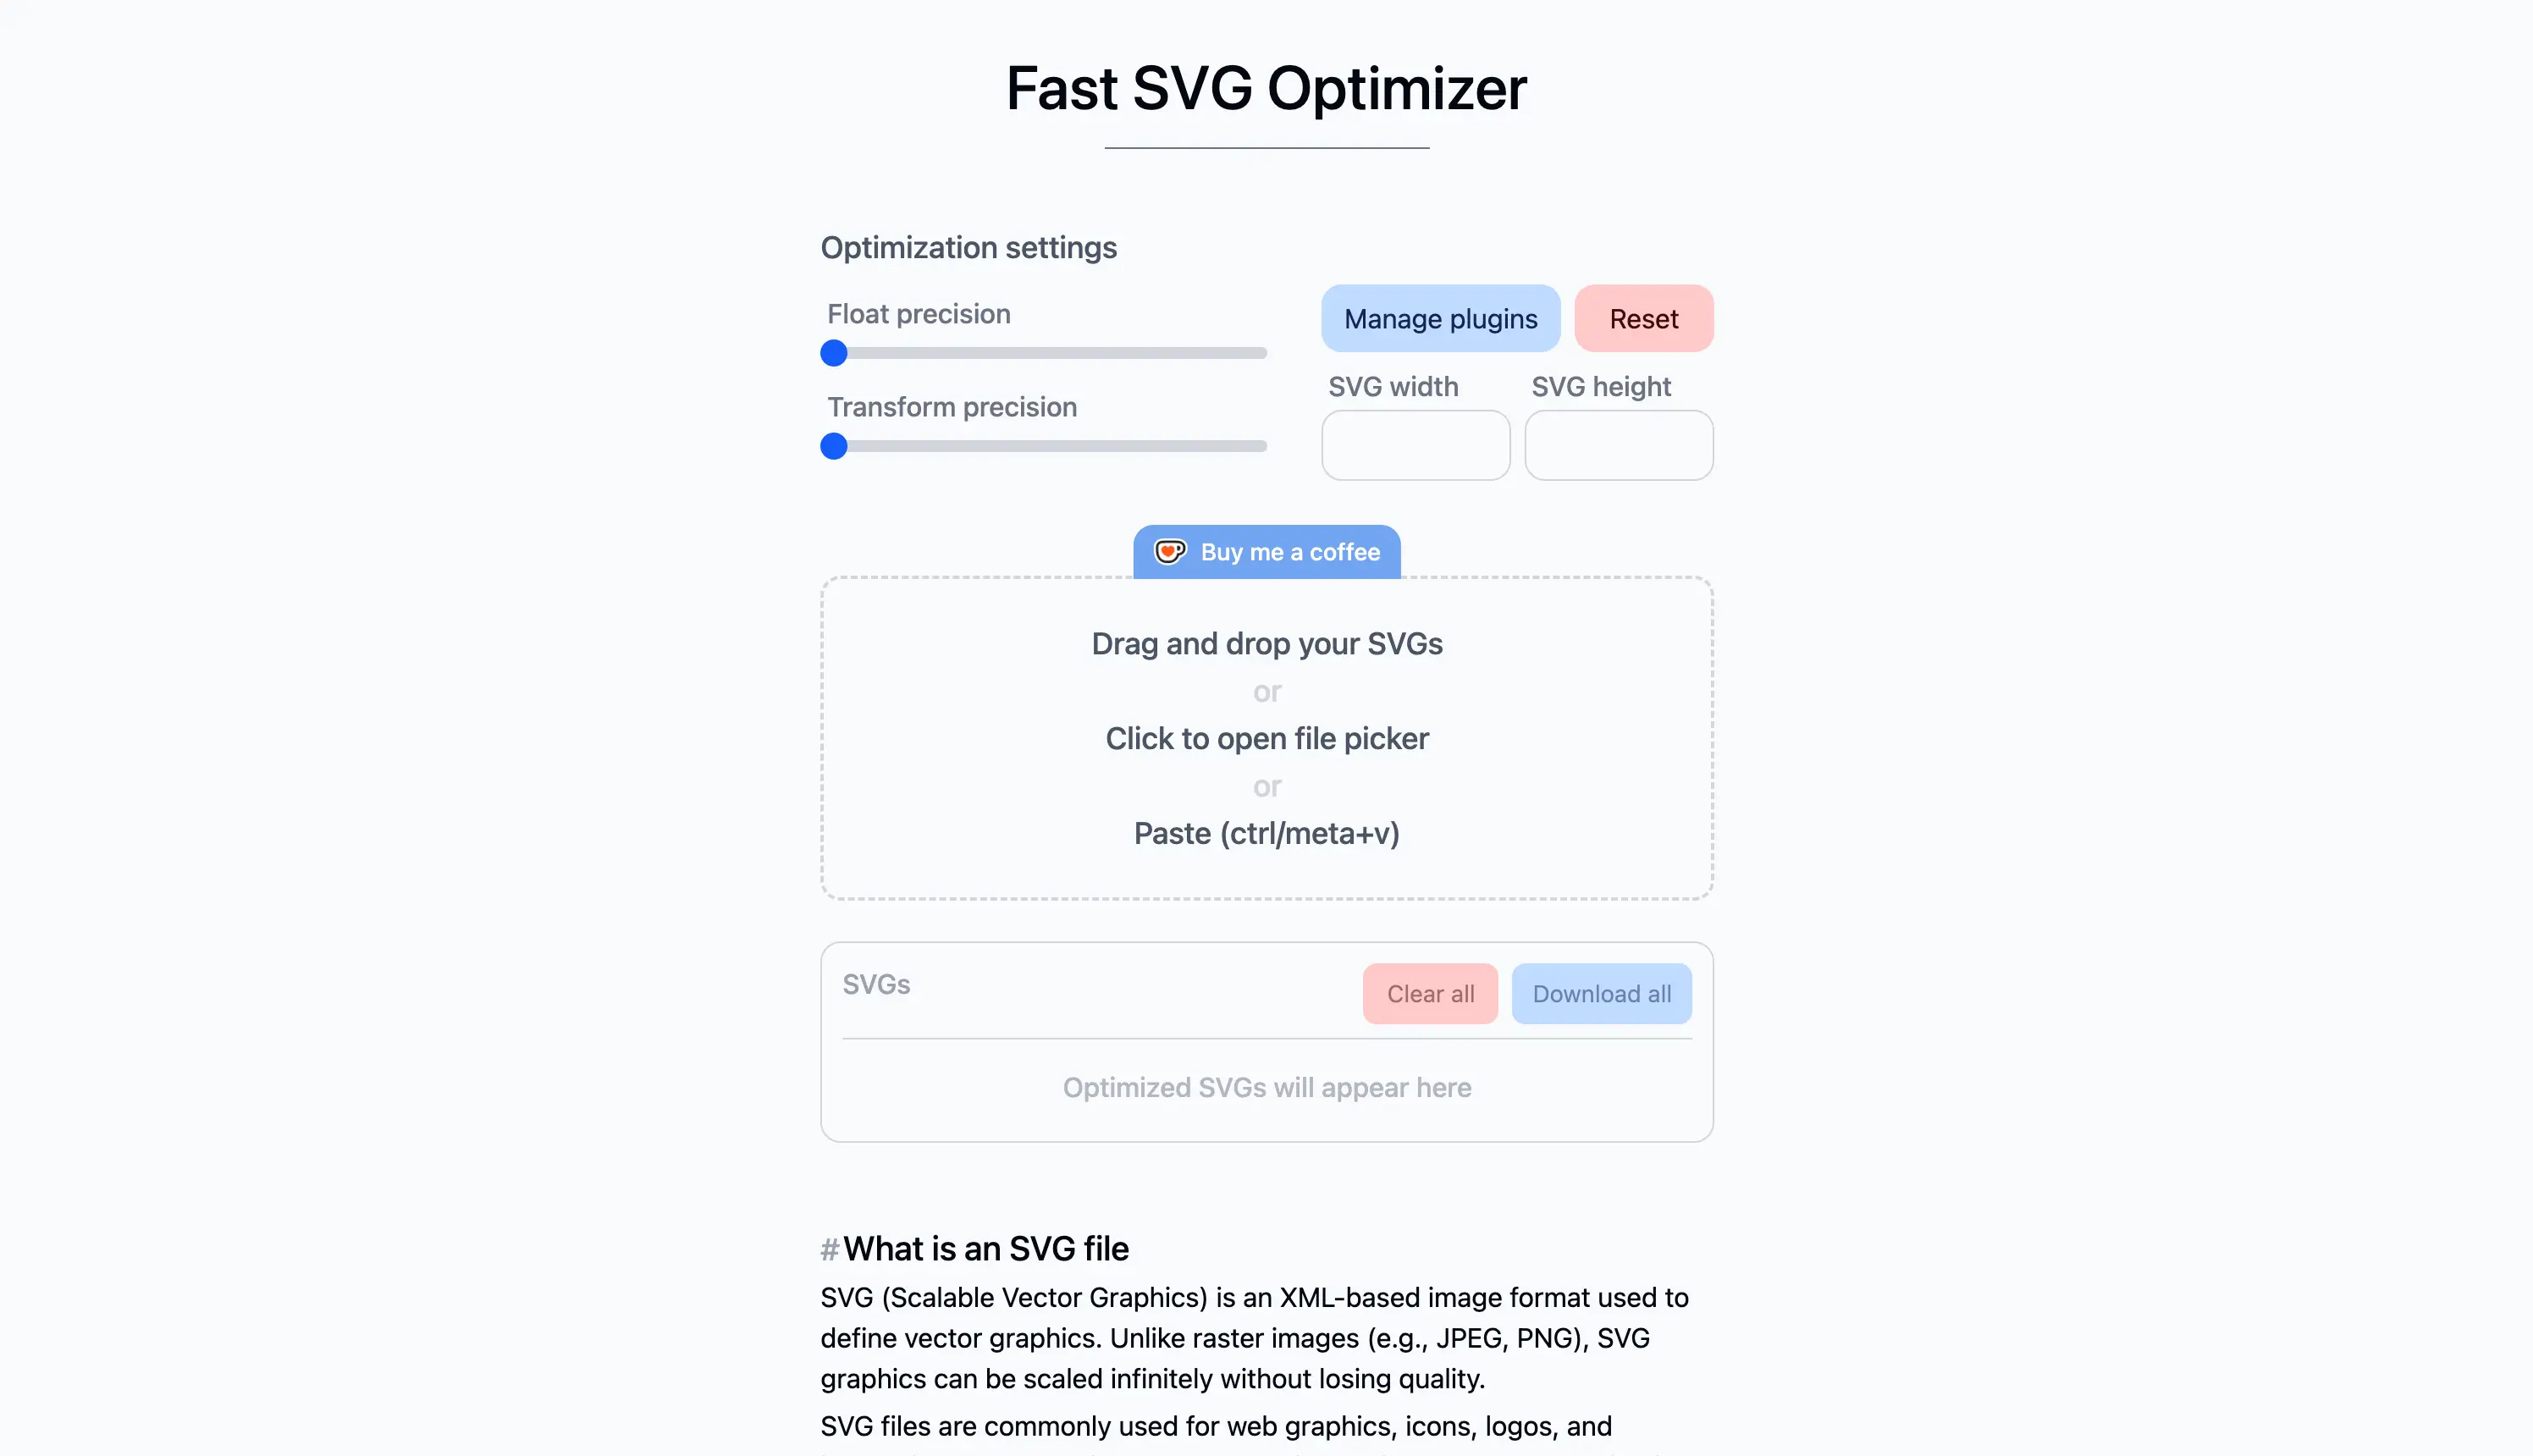 Fast SVG Optimizer
Optimization settings
Float precision
Manage plugins
Reset
SVG width
SVG height
Transform precision
Buy me a coffee
Drag and drop your SVGs
or
Click to open file picker
or
Paste (ctrl/meta+v)
SVGs
Clear all
Download all
Optimized SVGs will appear here
#What is an SVG file
SVG (Scalable Vector Graphics) is an XML-based image format used to
define vector graphics. Unlike raster images (e.g., JPEG, PNG), SVG
graphics can be scaled infinitely without losing quality.
SVG files are commonly used for web graphics, icons, logos, and